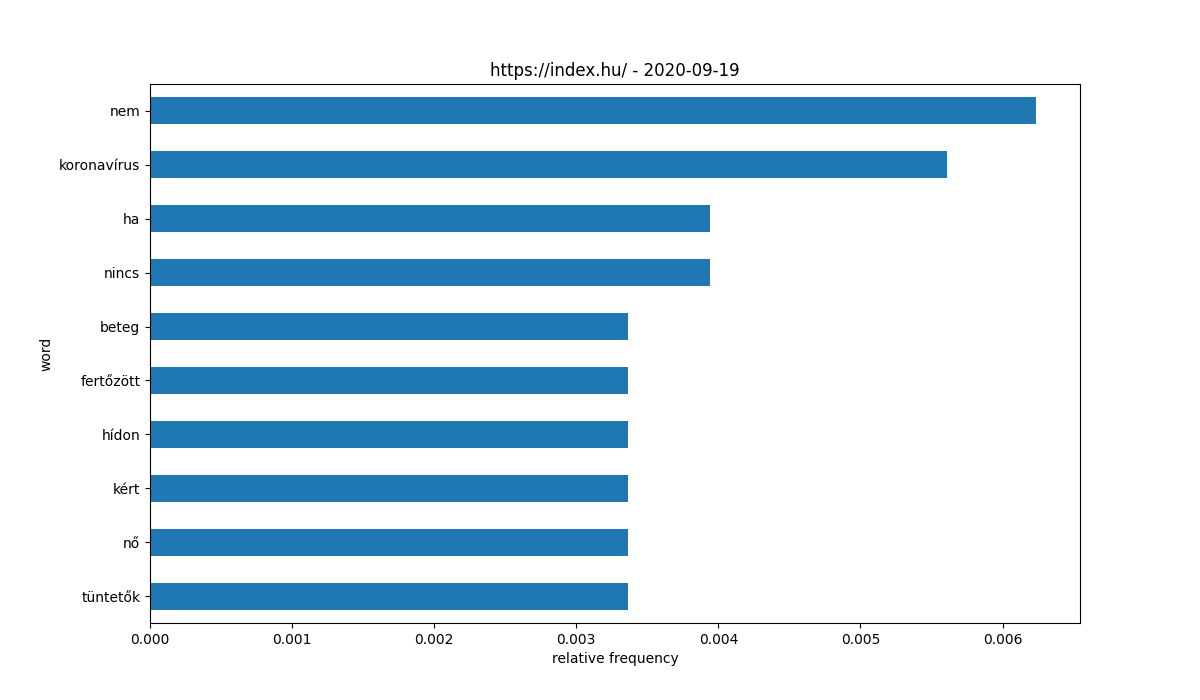 https://index.hu/ - 2020-09-19
word
nem
koronavírus
ha
nincs
beteg
fertőzött
hídon
kért
nő
tüntetők
0.000 0.001 0.002 0.003 0.004 0.005 0.006
relative frequency